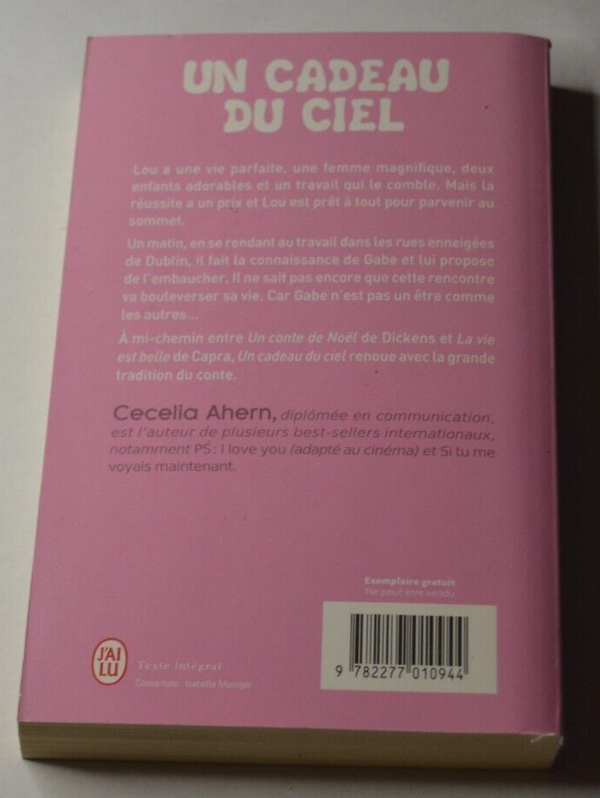 UN CADEAU
DU CIEL
Lou a une vie parfaite, une femme magnifique, deux
enfants adorables et un travail qui le comble. Mais la
réussite a un prix et Lou est prêt à tout pour parvenir au
sommet.
Un matin, en se rendant au travail dans les rues enneigées
de Dublin, il fait la connaissance de Gabe et lui propose
de l'embaucher. Il ne sait pas encore que cette rencontre
va bouleverser sa vie. Car Gabe n'est pas un être comme
les autres...
À mi-chemin entre Un conte de Noël de Dickens et La vie
est belle de Capra, Un cadeau du ciel renoue avec la grande
tradition du conte.
Cecelia Ahern, diplômée en communication,
est l'auteur de plusieurs best-sellers internationaux,
notamment PS : I love you (adapté au cinéma) et Si tu me
voyais maintenant.
Exemplaire gratuit
Ne peut être vendu
J'AI
LU
Texte intégral
Couverture : Isabelle Maroger
9 782277 010944